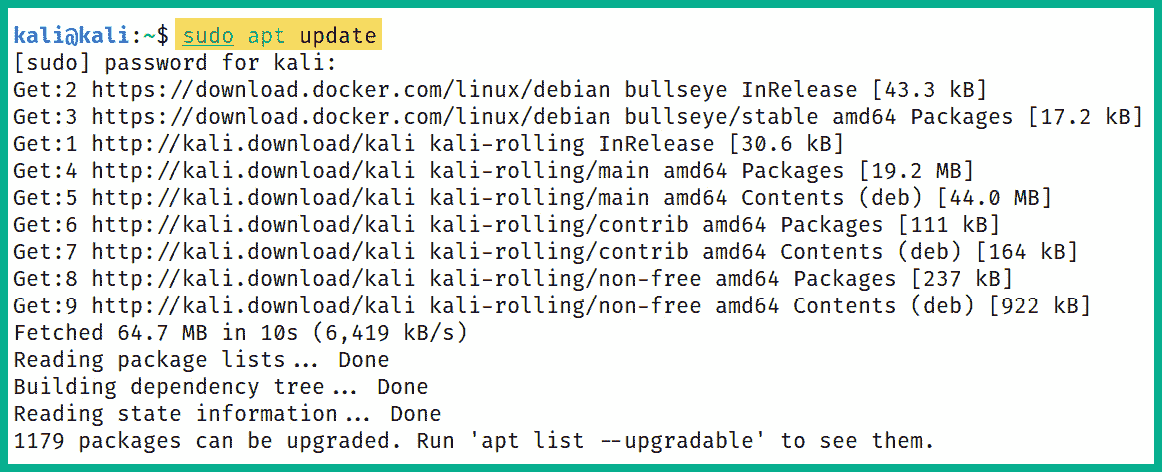 kali@kali:~$ sudo apt update
[sudo] password for kali:
Get:2 https://download.docker.com/linux/debian bullseye InRelease [43.3 kB]
Get:3 https://download.docker.com/linux/debian bullseye/stable amd64 Packages [17.2 kB]
Get:1 http://kali.download/kali kali-rolling InRelease [30.6 kB]
Get:4 http://kali.download/kali kali-rolling/main amd64 Packages [19.2 MB]
Get:5 http://kali.download/kali kali-rolling/main amd64 Contents (deb) [44.0 MB]
Get:6 http://kali.download/kali kali-rolling/contrib amd64 Packages [111 kB]
Get:7 http://kali.download/kali kali-rolling/contrib amd64 Contents (deb) [164 kB]
Get:8 http://kali.download/kali kali-rolling/non-free amd64 Packages [237 kB]
Get:9 http://kali.download/kali kali-rolling/non-free amd64 Contents (deb) [922 kB]
Fetched 64.7 MB in 10s (6,419 kB/s)
Reading package lists... Done
Building dependency tree... Done
Reading state information... Done
1179 packages can be upgraded. Run 'apt list --upgradable' to see them.